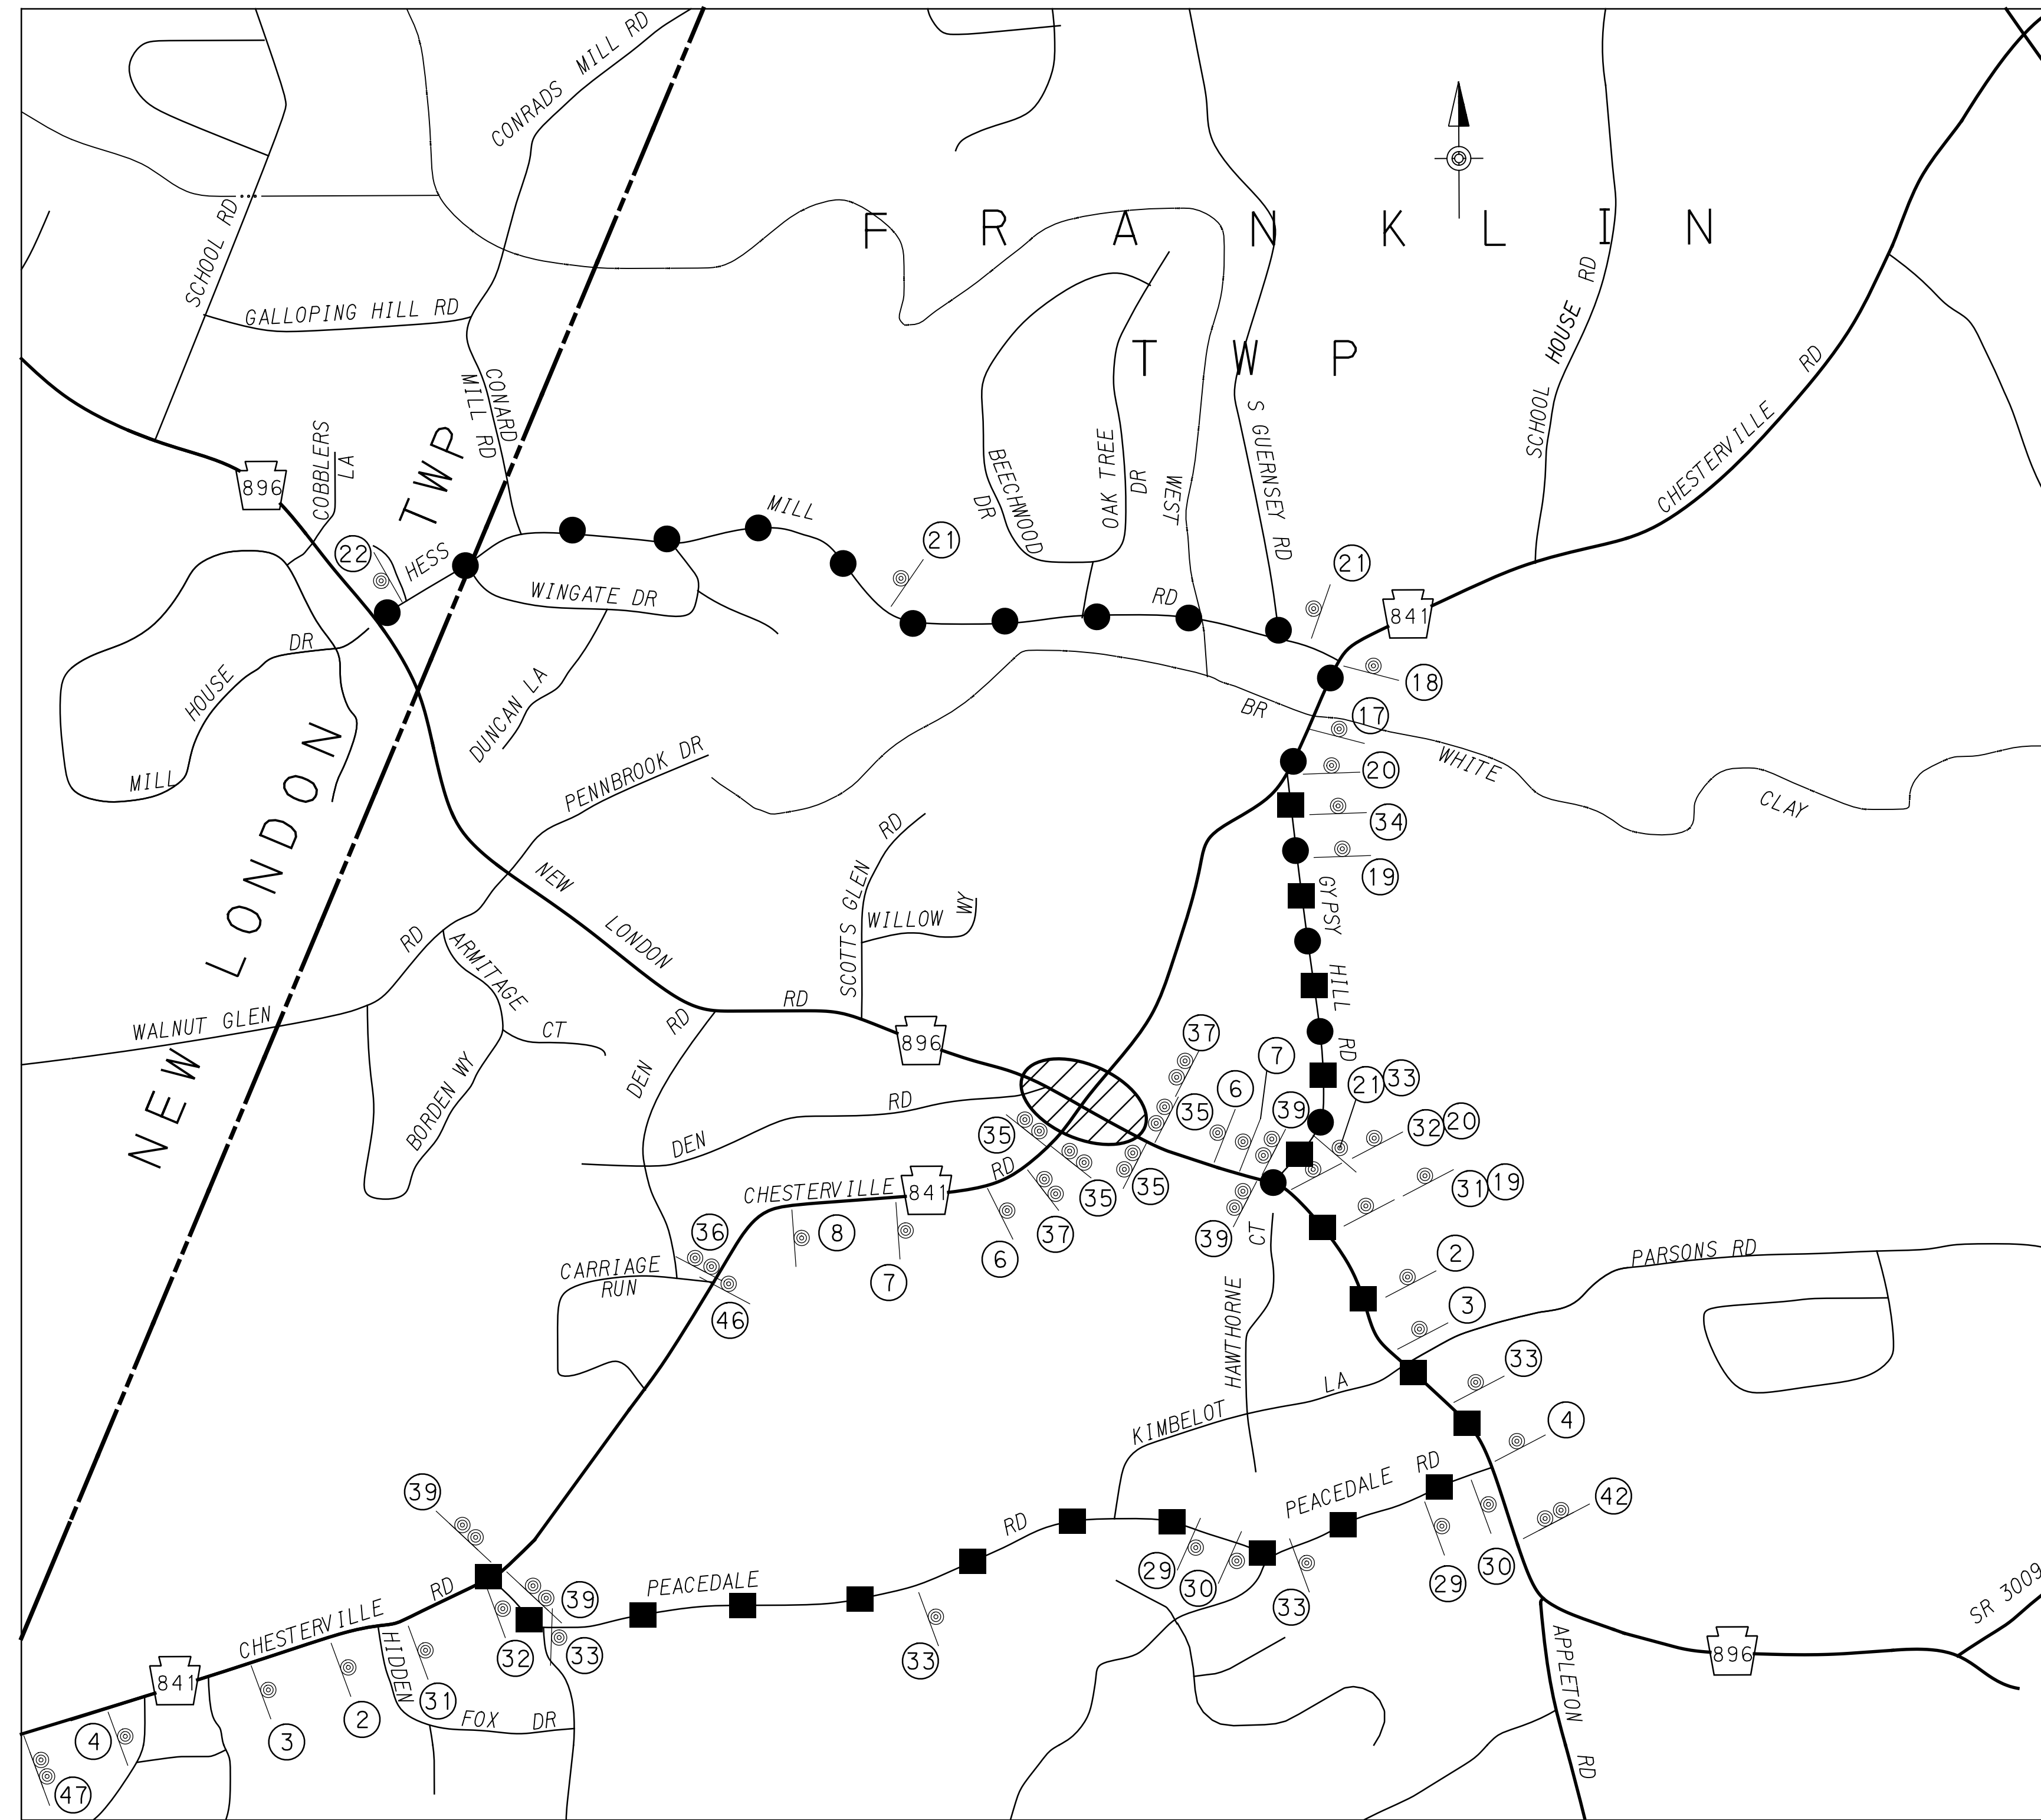 CONRADS MILL RD
SCHOOL RD
FRANKLIN
TWP
GALLOPING HILL RD
CONARD
MILL RD
SCHOOL HOUSE RD
CHESTERVILLE RD
896
COBBLERS
LA
TWP
22
HESS
MILL
21
BEECHWOOD
DR
OAK TREE
DR
WEST
S GUERNSEY RD
21
841
WINGATE DR
RD
18
HOUSE
DR
MILL
DUNCAN LA
BR
17
WHITE
CLAY
20
NEW LONDON
PENNBROOK DR
34
19
SCOTTS GLEN RD
WILLOW WY
NEW
LONDON
RD
GYPSY
HILL
RD
RD
ARMITAGE
CT
WALNUT GLEN
BORDEN WY
DEN RD
896
37
7
6
35
39
21
33
32
20
DEN
RD
35
35
35
31
19
CHESTERVILLE
841
RD
37
6
39
CT
HAWTHORNE
36
8
7
46
CARRIAGE
RUN
2
3
PARSONS RD
33
4
KIMBELOT
LA
PEACEDALE RD
42
39
RD
29
30
33
29
30
RD
39
PEACEDALE
33
32
33
CHESTERVILLE
841
HIDDEN
FOX DR
31
2
3
4
47
SR 3009
896
APPLETON
RD